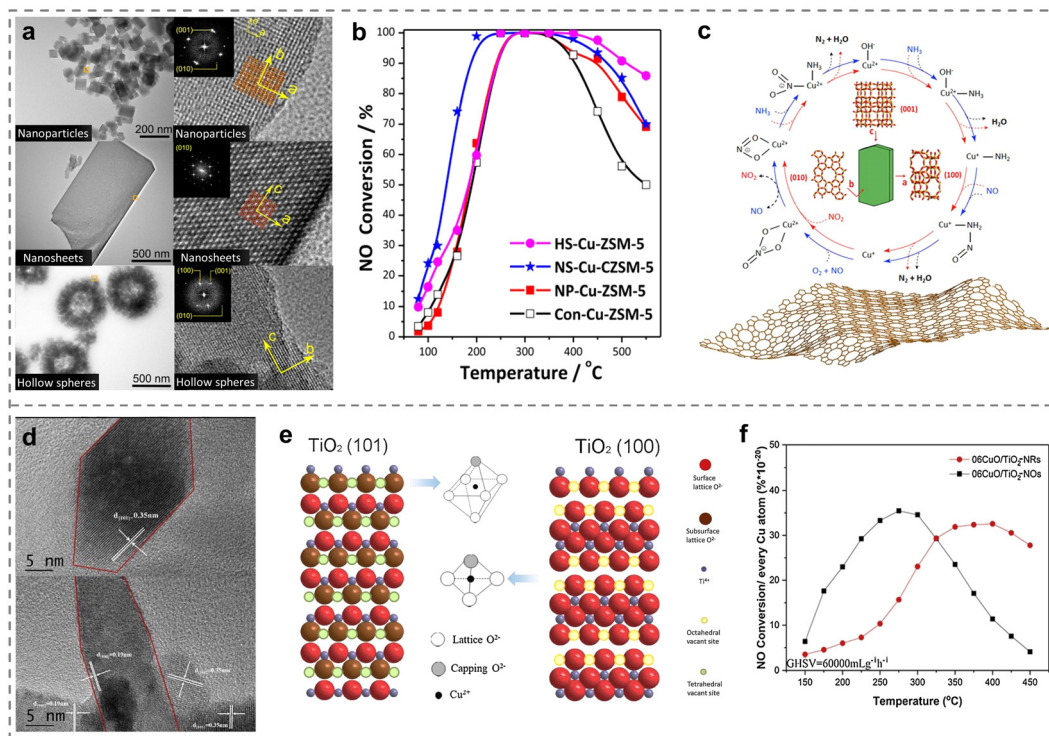 a
(001)
(010)
b
a
Nanoparticles
200 nm
Nanoparticles
(010)
c
a
Nanosheets
500 nm
Nanosheets
(100)
(001)
(010)
c
b
Hollow spheres
500 nm
Hollow spheres
b
NO Conversion / %
100
90
80
70
60
50
40
30
20
10
0
HS-Cu-ZSM-5
NS-Cu-CZSM-5
NP-Cu-ZSM-5
Con-Cu-ZSM-5
100 200 300 400 500
Temperature / °C
c
N₂ + H₂O
OH⁻
Cu²⁺
NH₃
NH₃
Cu²⁺
O
N
O
OH⁻
Cu²⁺
NH₃
NH₃
(001)
c
H₂O
Cu²⁺
O
N
O
(010)
b
a
(100)
Cu⁺
NH₂
NO₂
NO
NO
Cu²⁺
O
N
O
O
NO₂
Cu⁺
NH₂
N
O
Cu⁺
O₂ + NO
N₂ + H₂O
d
d(101)=0.35nm
5 nm
5 nm
e
TiO₂ (101)
TiO₂ (100)
Lattice O²⁻
Capping O²⁻
Cu²⁺
Surface
lattice O²⁻
Subsurface
lattice O²⁻
Ti⁴⁺
Octahedral
vacant site
Tetrahedral
vacant site
f
NO Conversion/ every Cu atom (%*10⁻²⁰)
50
40
30
20
10
0
06CuO/TiO₂-NRs
06CuO/TiO₂-NOs
GHSV=60000mLg⁻¹h⁻¹
150 200 250 300 350 400 450
Temperature (°C)